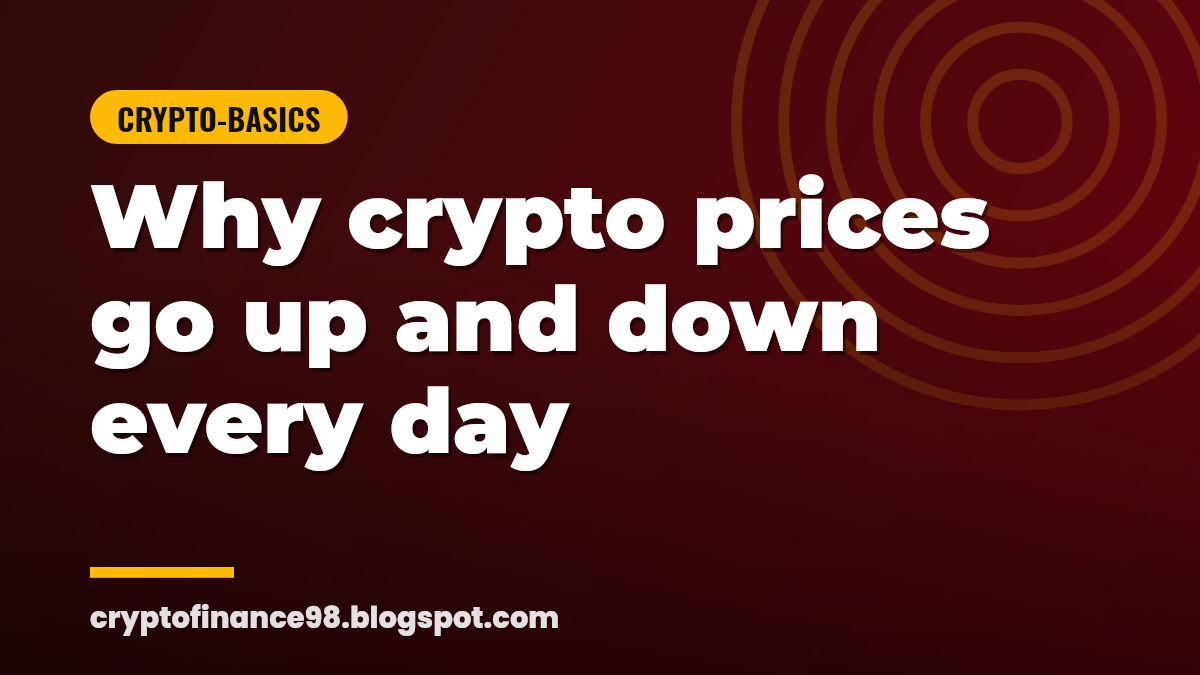 CRYPTO-BASICS
Why crypto prices
go up and down
every day
cryptofinance98.blogspot.com